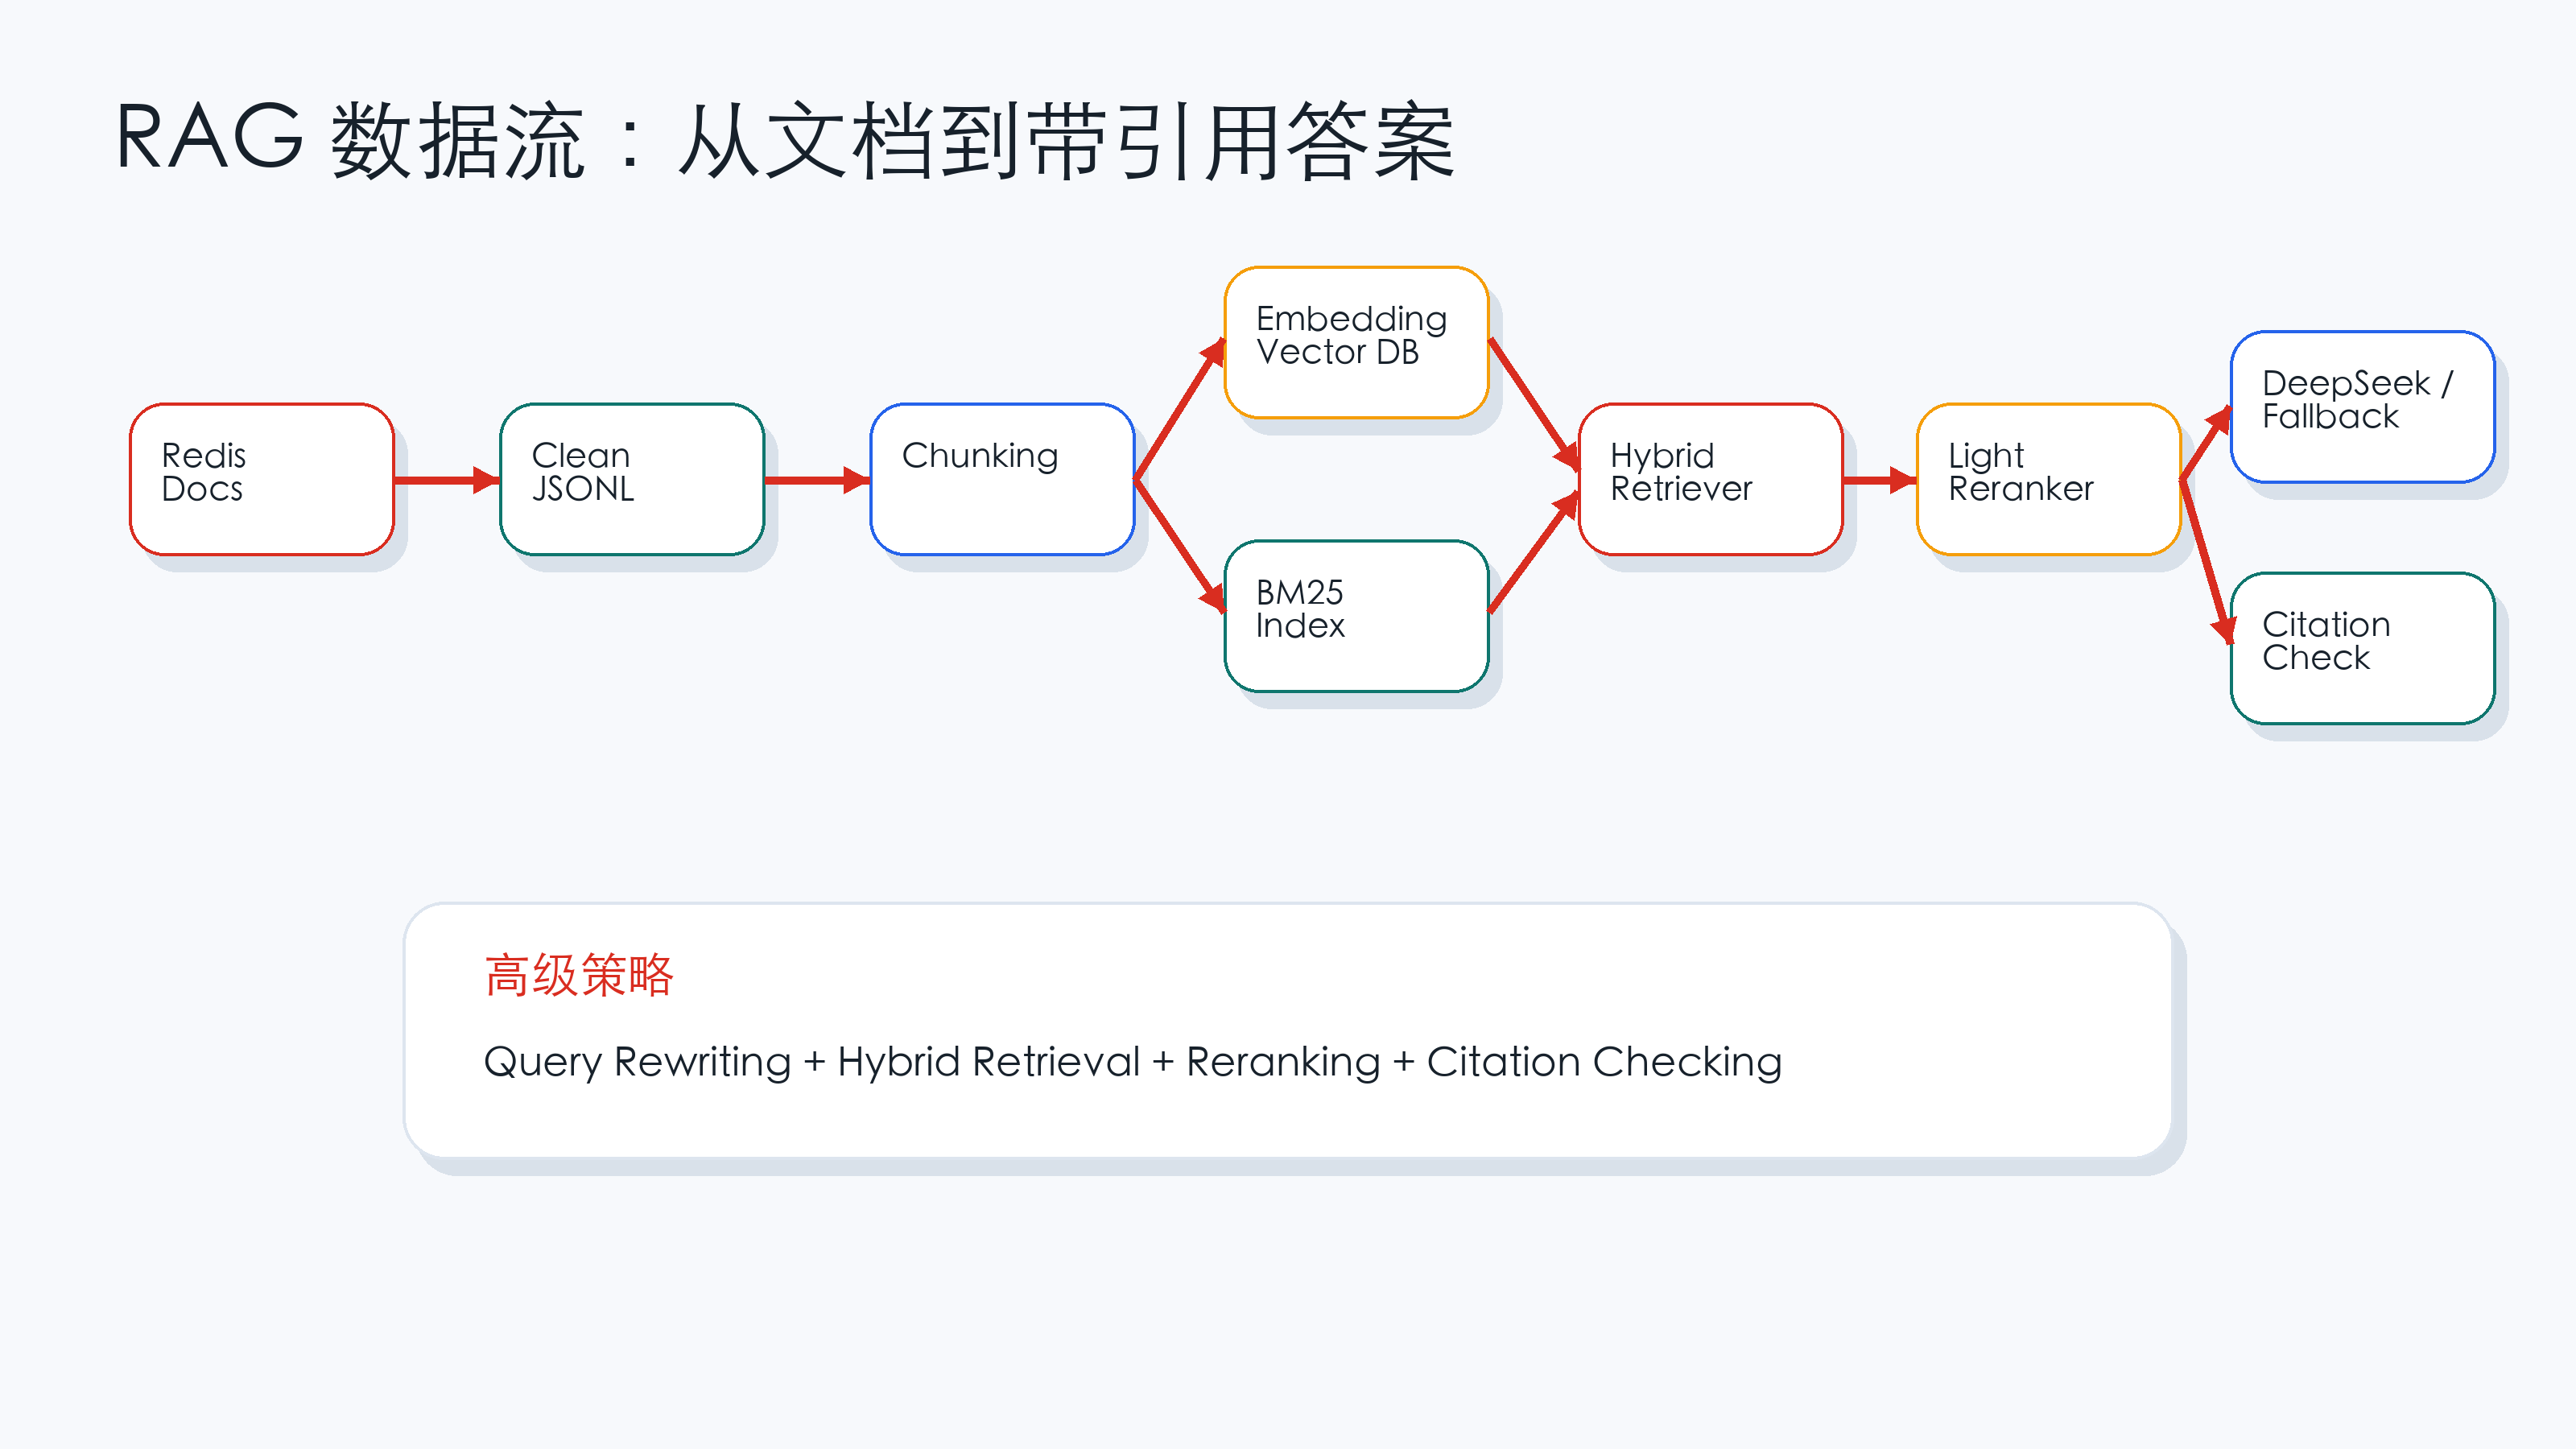 RAG 数据流：从文档到带引用答案
Redis
Docs
Clean
JSONL
Chunking
Embedding
Vector DB
BM25
Index
Hybrid
Retriever
Light
Reranker
DeepSeek /
Fallback
Citation
Check
高级策略
Query Rewriting + Hybrid Retrieval + Reranking + Citation Checking